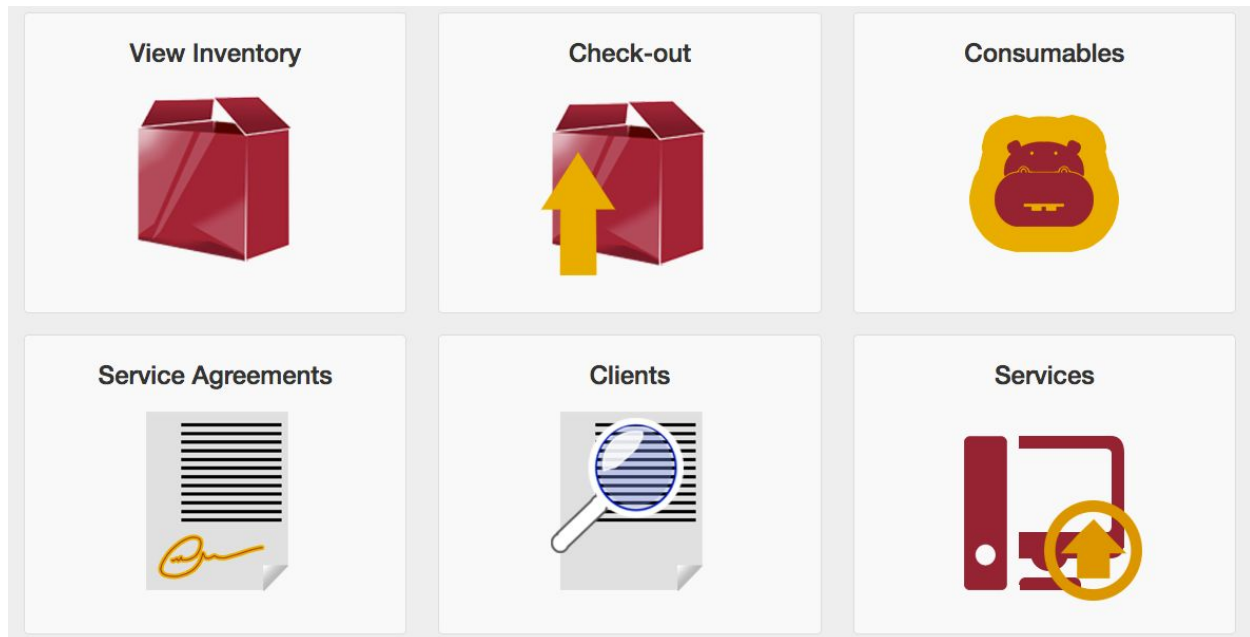 View Inventory
Check-out
Consumables
Service Agreements
Clients
Services